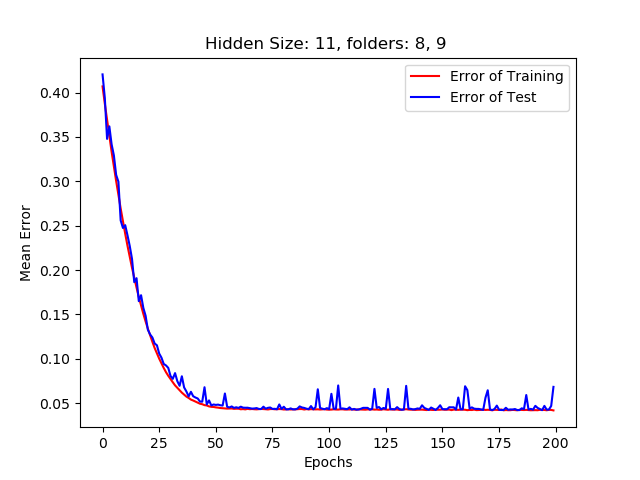 Hidden Size: 11, folders: 8, 9
Error of Training
Error of Test
Mean Error
0.40
0.35
0.30
0.25
0.20
0.15
0.10
0.05
0 25 50 75 100 125 150 175 200
Epochs